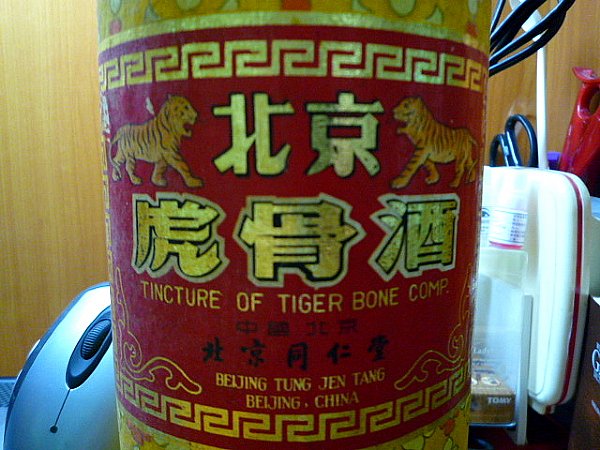 北京
虎骨酒
TINCTURE OF TIGER BONE COMP.
中國 北京
北京同仁堂
BEIJING TUNG JEN TANG
BEIJING, CHINA
TOMY